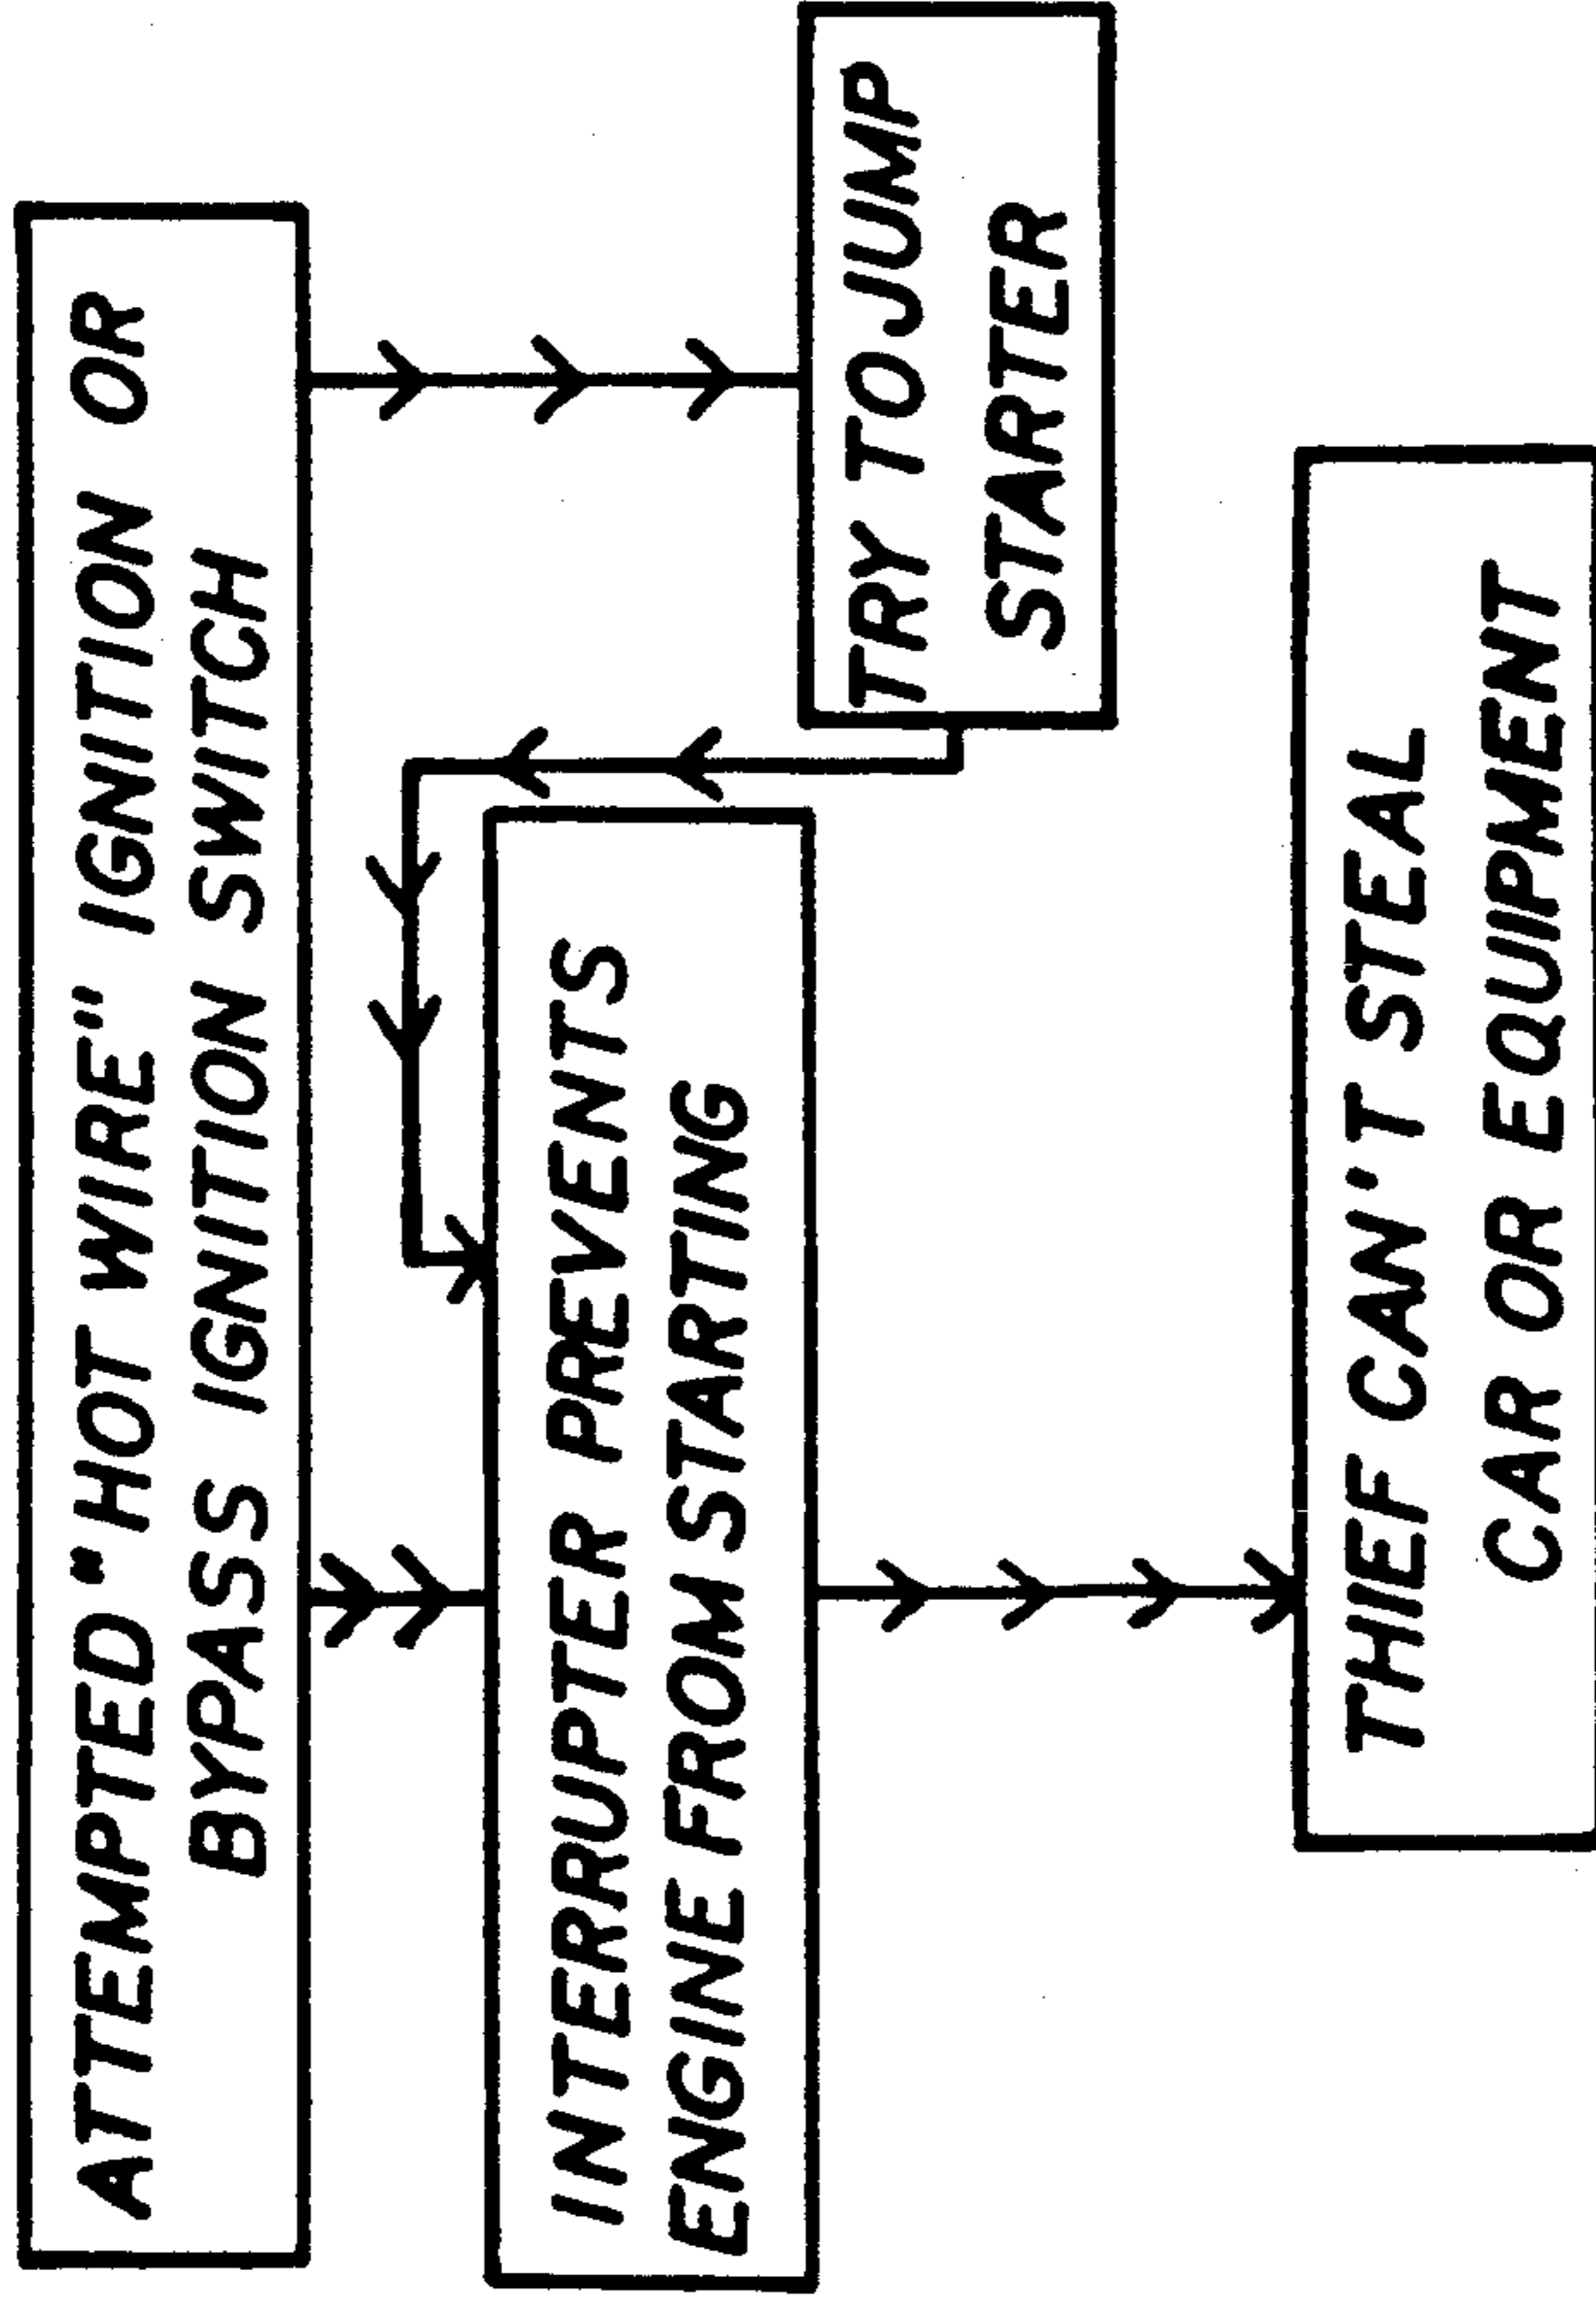 ATTEMPTED "HOT WIRE" IGNITION OR
BYPASS IGNITION SWITCH
INTERRUPTER PREVENTS
ENGINE FROM STARTING
TRY TO JUMP
STARTER
THIEF CAN'T STEAL
CAR OR EQUIPMENT